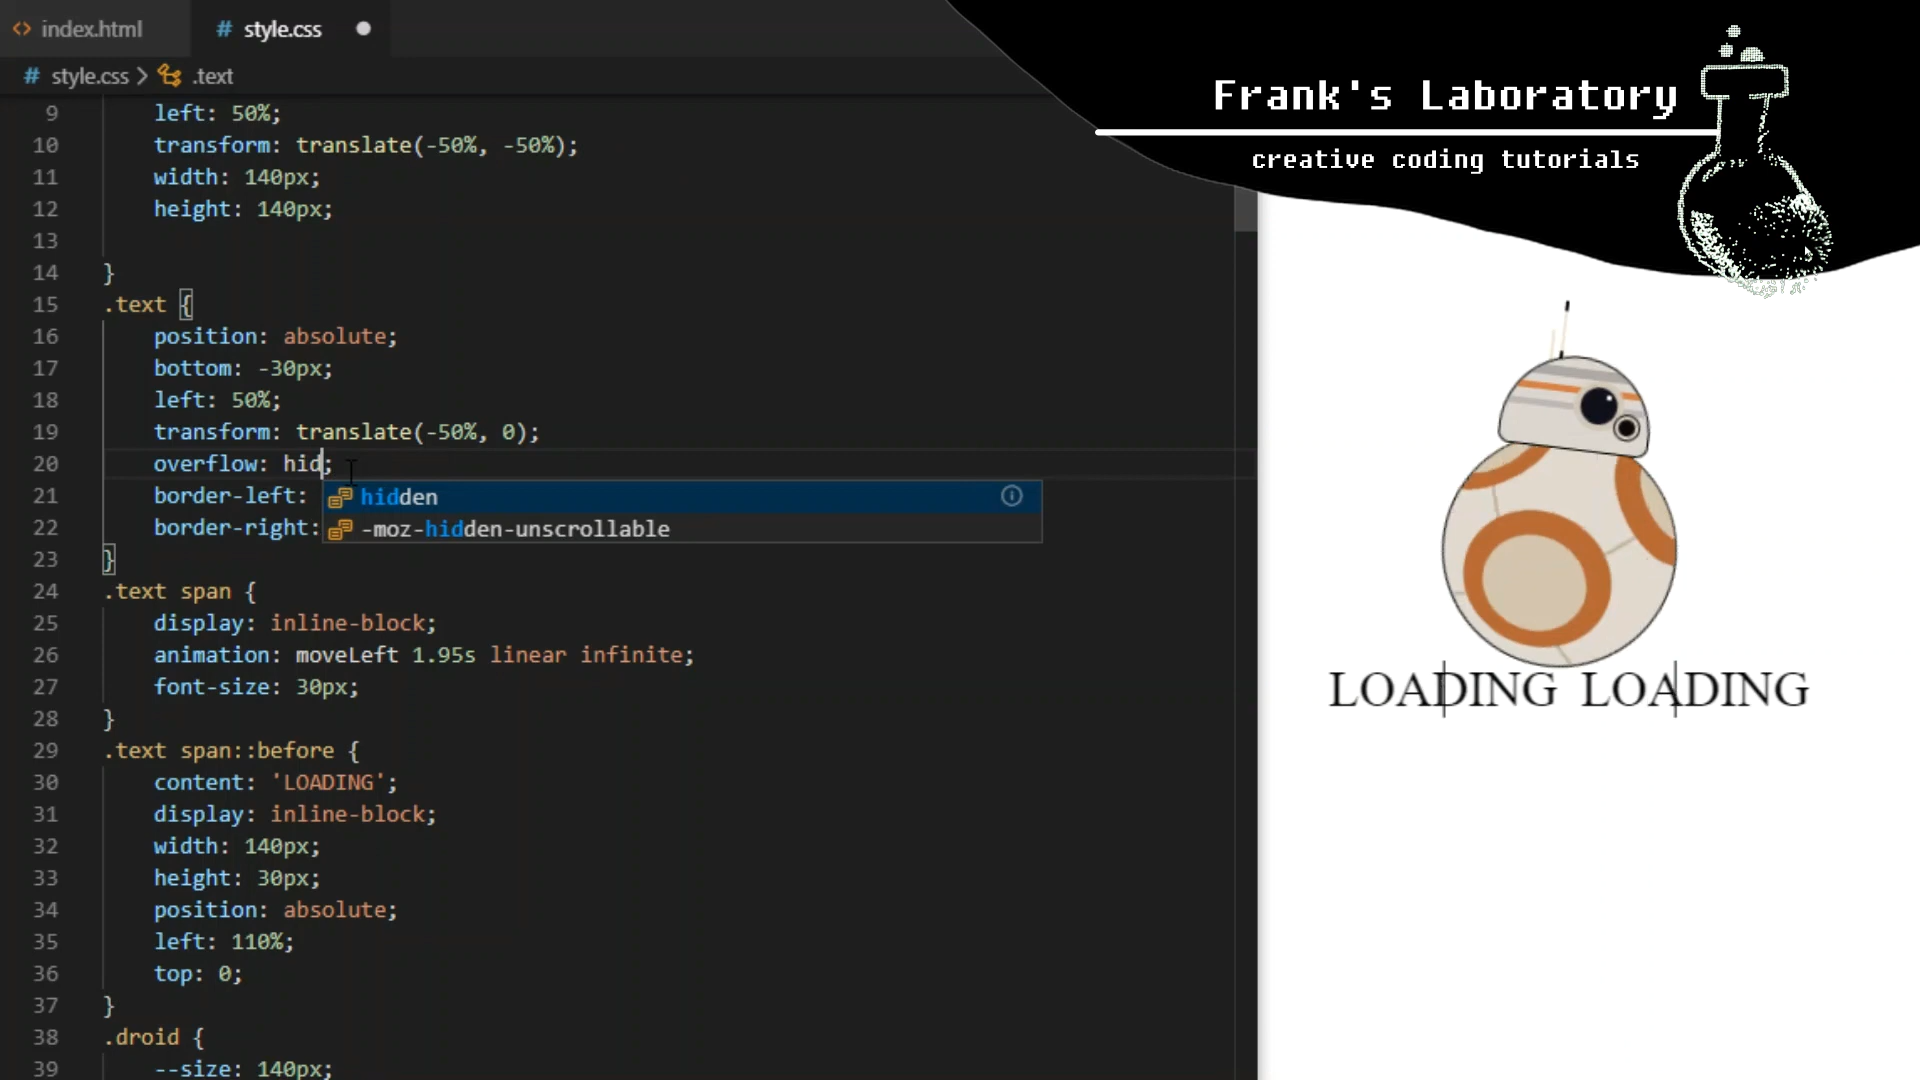 index.html
style.css
style.css > .text
9 left: 50%;
10 transform: translate(-50%, -50%);
11 width: 140px;
12 height: 140px;
13
14 }
15 .text {
16 position: absolute;
17 bottom: -30px;
18 left: 50%;
19 transform: translate(-50%, 0);
20 overflow: hid;
21 border-left:
hidden
22 border-right:
-moz-hidden-unscrollable
23 }
24 .text span {
25 display: inline-block;
26 animation: moveLeft 1.95s linear infinite;
27 font-size: 30px;
28 }
29 .text span::before {
30 content: 'LOADING';
31 display: inline-block;
32 width: 140px;
33 height: 30px;
34 position: absolute;
35 left: 110%;
36 top: 0;
37 }
38 .droid {
39 --size: 140px;
Frank's Laboratory
creative coding tutorials
LOADING LOADING